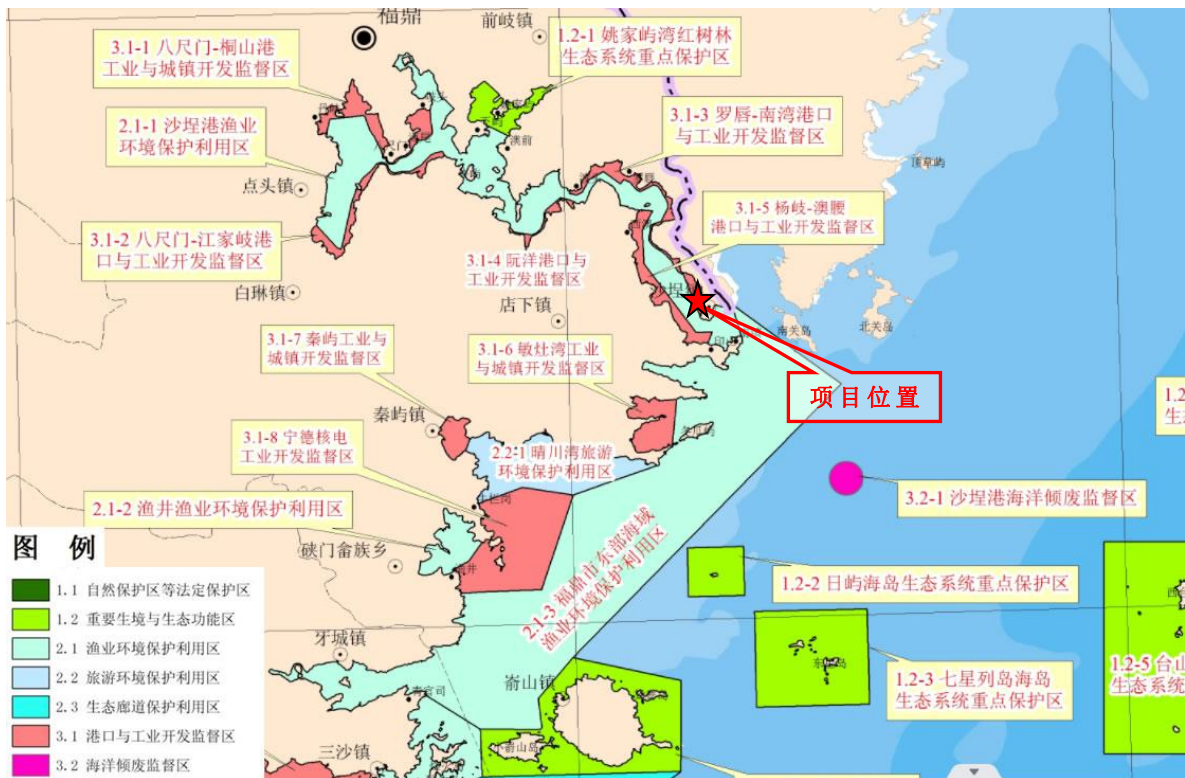 福鼎
前岐镇
3.1-1 八尺门-桐山港
工业与城镇开发监督区
1.2-1 姚家屿湾红树林
生态系统重点保护区
2.1-1 沙埕港渔业
环境保护利用区
3.1-3 罗唇-南湾港口
与工业开发监督区
澳前
点头镇
3.1-5 杨岐-澳腰
港口与工业开发监督区
3.1-2 八尺门-江家岐港
口与工业开发监督区
3.1-4 阮洋港口与
工业开发监督区
白琳镇
店下镇
南关岛
北关岛
3.1-7 秦屿工业与
城镇开发监督区
3.1-6 敏灶湾工业
与城镇开发监督区
项目位置
秦屿镇
3.1-8 宁德核电
工业开发监督区
2.2-1 晴川湾旅游
环境保护利用区
3.2-1 沙埕港海洋倾废监督区
2.1-2 渔井渔业环境保护利用区
硖门畲族乡
2.1-3 福鼎市东部海域
渔业环境保护利用区
1.2-2 日屿海岛生态系统重点保护区
牙城镇
嵛山镇
小嵛山岛
1.2-3 七星列岛海岛
生态系统重点保护区
1.2-5 台山
生态系统
三沙镇
图 例
1.1 自然保护区等法定保护区
1.2 重要生境与生态功能区
2.1 渔业环境保护利用区
2.2 旅游环境保护利用区
2.3 生态廊道保护利用区
3.1 港口与工业开发监督区
3.2 海洋倾废监督区